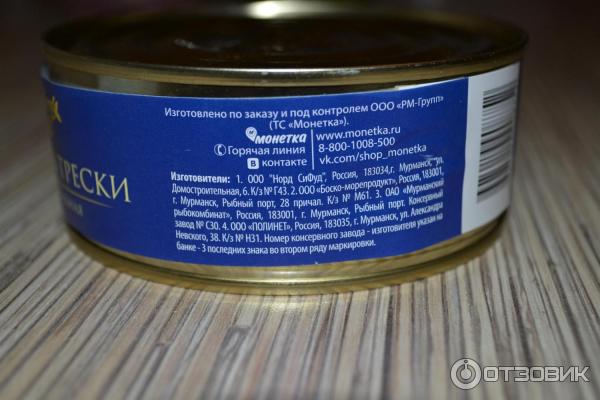 ТРЕСКИ
Изготовлено по заказу и под контролем ООО «РМ-Групп»
(ТС «Монетка»).
монетка www.monetka.ru
Горячая линия 8-800-1008-500
В контакте vk.com/shop_monetka
Изготовители: 1. ООО "Норд СиФуд", Россия, 183034,г. Мурманск, ул.
Домостроительная, 6. К/з № Г43. 2. ООО «Боско-морепродукт», Россия, 183001,
г. Мурманск, Рыбный порт, 28 причал. К/з № М61. 3. ОАО «Мурманский
рыбокомбинат», Россия, 183001, г. Мурманск, Рыбный порт. Консервный
завод № С30. 4. ООО «ПОЛИНЕТ», Россия, 183035, г. Мурманск, ул. Александра
Невского, 38. К/з № Н31. Номер консервного завода - изготовителя указан на
банке - 3 последних знака во втором ряду маркировки.
ОТЗОВИК